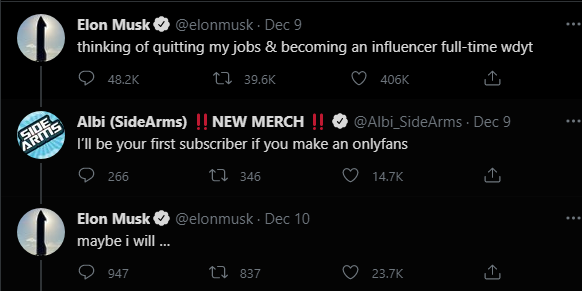 Elon Musk @elonmusk · Dec 9
thinking of quitting my jobs & becoming an influencer full-time wdyt
48.2K 39.6K 406K
SIDE
ARMS
Albi (SideArms) ‼️NEW MERCH ‼️ @Albi_SideArms · Dec 9
I’ll be your first subscriber if you make an onlyfans
266 346 14.7K
Elon Musk @elonmusk · Dec 10
maybe i will ...
947 837 23.7K